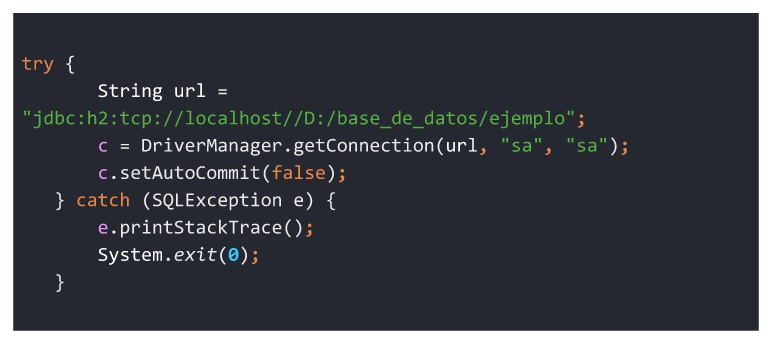 try {
String url =
"jdbc:h2:tcp://localhost//D:/base_de_datos/ejemplo";
c = DriverManager.getConnection(url, "sa", "sa");
c.setAutoCommit(false);
} catch (SQLException e) {
e.printStackTrace();
System.exit(0);
}